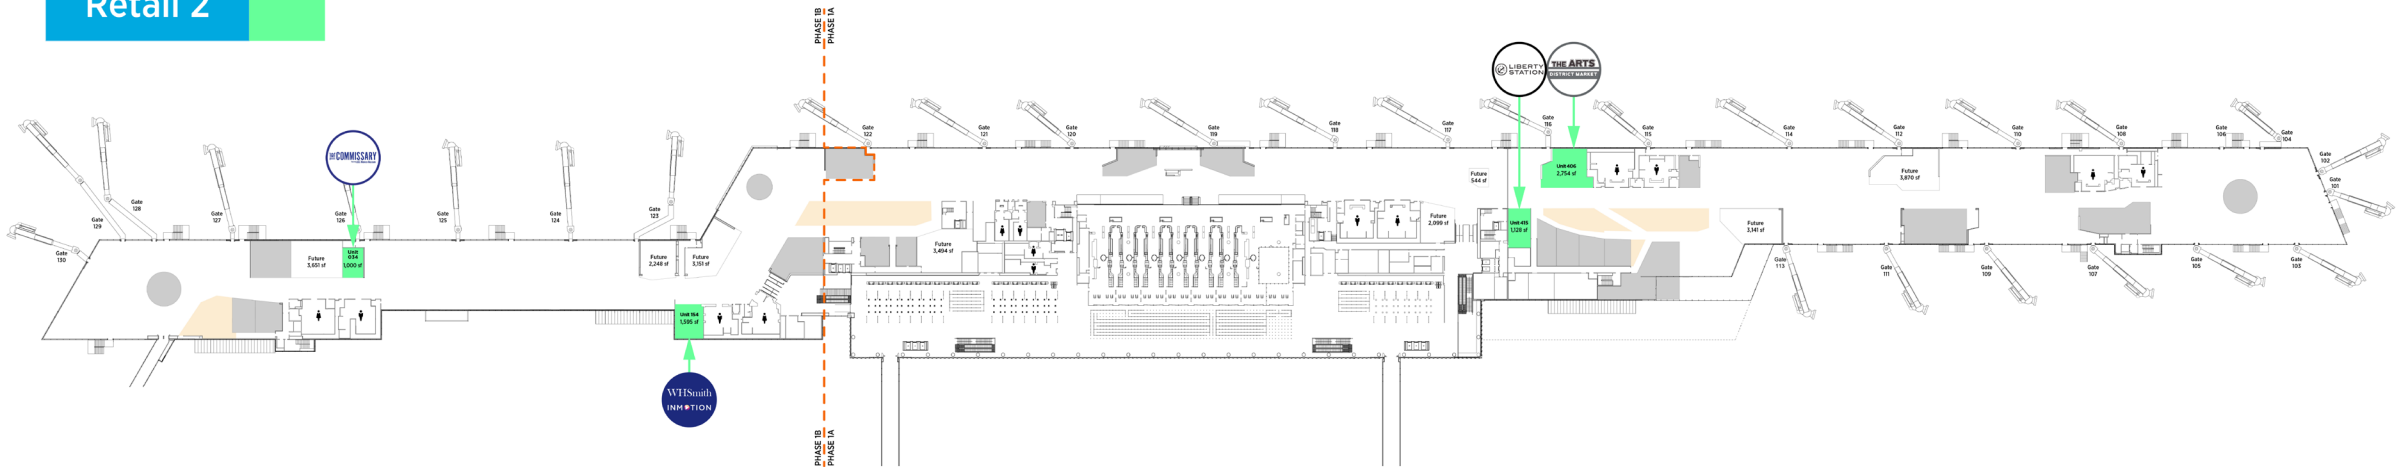 Retail 2
PHASE 1B
PHASE 1A
LIBERTY
STATION
THE ARTS
DISTRICT MARKET
THE COMMISSARY
Gate
130
Gate
129
Gate
128
Gate
127
Gate
126
Gate
125
Gate
124
Gate
123
Gate
122
Gate
121
Gate
120
Gate
119
Gate
118
Gate
117
Gate
116
Gate
115
Gate
114
Gate
112
Gate
110
Gate
108
Gate
106
Gate
104
Gate
102
Gate
101
Unit 406
2,754 sf
Future
544 sf
Future
3,870 sf
Unit 415
1,128 sf
Future
2,099 sf
Future
3,141 sf
Future
3,494 sf
Unit
034
1,000 sf
Future
3,651 sf
Future
2,248 sf
Future
3,151 sf
Gate
113
Gate
111
Gate
109
Gate
107
Gate
105
Gate
103
Unit 184
1,595 sf
WHSmith
INMOTION
PHASE 1B
PHASE 1A